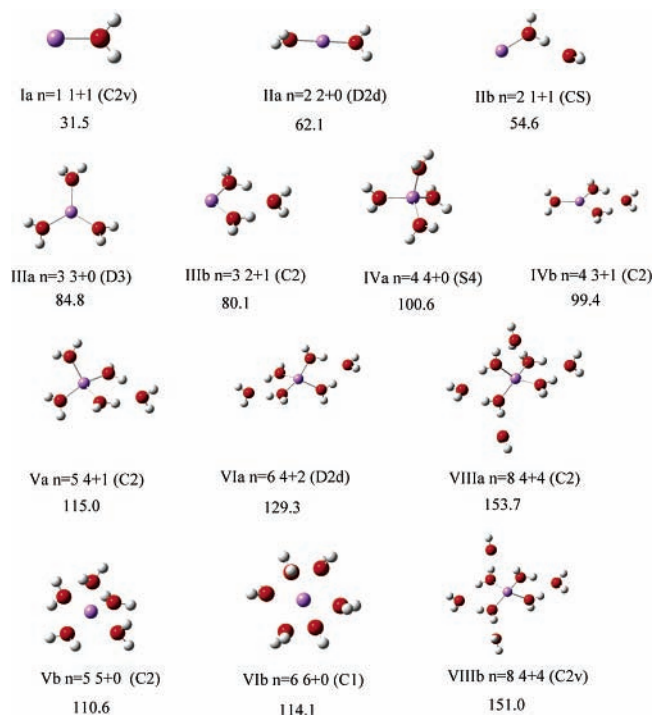 Ia n=1 1+1 (C2v)
31.5
IIa n=2 2+0 (D2d)
62.1
IIb n=2 1+1 (CS)
54.6
IIIa n=3 3+0 (D3)
84.8
IIIb n=3 2+1 (C2)
80.1
IVa n=4 4+0 (S4)
100.6
IVb n=4 3+1 (C2)
99.4
Va n=5 4+1 (C2)
115.0
VIa n=6 4+2 (D2d)
129.3
VIIIa n=8 4+4 (C2)
153.7
Vb n=5 5+0 (C2)
110.6
VIb n=6 6+0 (C1)
114.1
VIIIb n=8 4+4 (C2v)
151.0